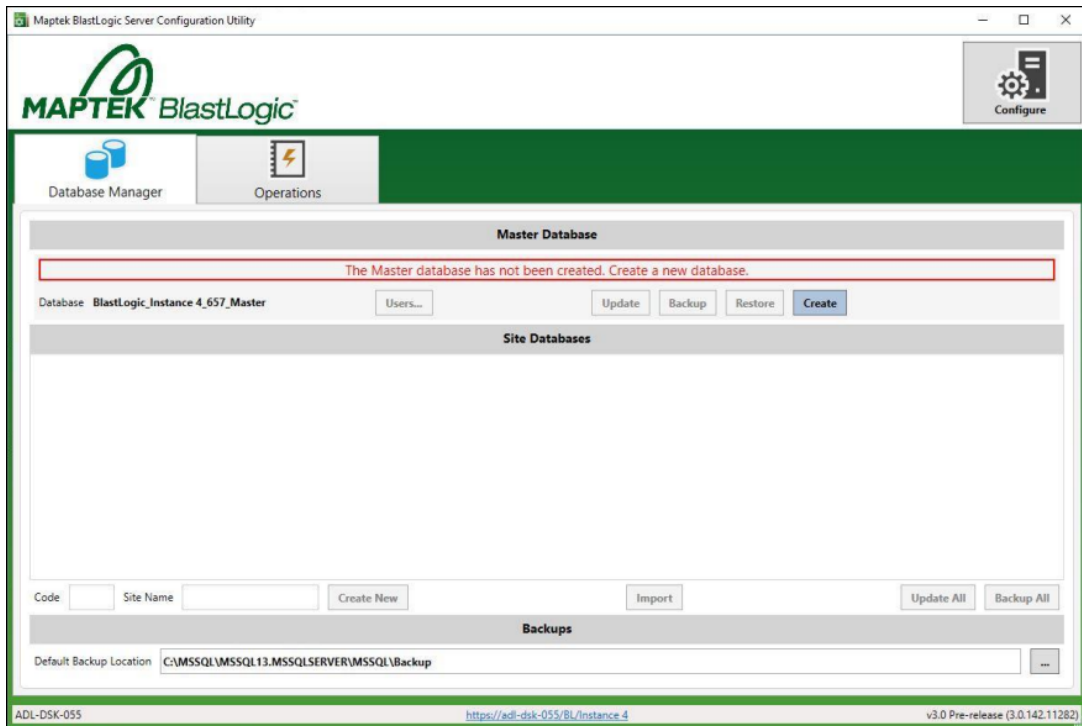 Maptek BlastLogic Server Configuration Utility
MAPTEK™ BlastLogic™
Configure
Database Manager
Operations
Master Database
The Master database has not been created. Create a new database.
Database BlastLogic_Instance 4_657_Master Users... Update Backup Restore Create
Site Databases
Code Site Name Create New Import Update All Backup All
Backups
Default Backup Location C:\MSSQL\MSSQL13.MSSQLSERVER\MSSQL\Backup ...
ADL-DSK-055 https://adl-dsk-055/BL/Instance 4 v3.0 Pre-release (3.0.142.11282)